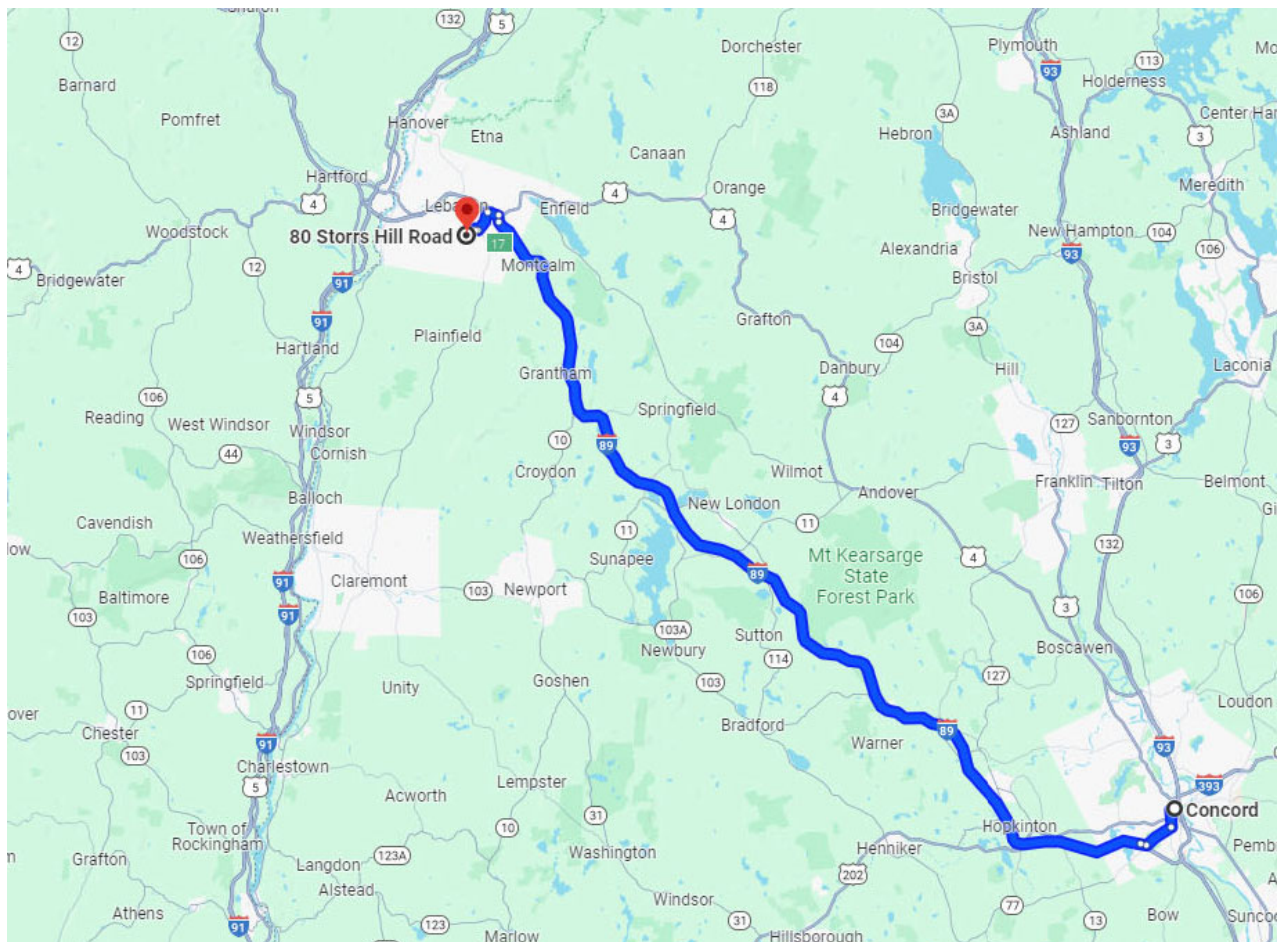 Sharon
132
5
12
Dorchester
Plymouth
93
113
Mo
Barnard
118
Holderness
Pomfret
Hanover
Etna
3A
Hebron
Ashland
Center Har
3
Canaan
Hartford
Orange
Meredith
4
4
Lebanon
Enfield
4
Bridgewater
Woodstock
80 Storrs Hill Road
17
New Hampton
104
106
Alexandria
93
12
Montcalm
4
Bridgewater
91
Bristol
91
Grafton
3A
Plainfield
104
Hartland
Danbury
Hill
Laconia
Grantham
4
106
5
Springfield
Reading
West Windsor
Windsor
127
Sanbornton
10
89
93
3
44
Cornish
Croydon
Wilmot
Franklin
Tilton
Belmont
Balloch
Andover
New London
Gi
Cavendish
11
11
Weathersfield
132
low
106
Sunapee
4
Mt Kearsarge
State
Forest Park
91
Claremont
89
Baltimore
103
Newport
106
91
3
103
103A
Sutton
Newbury
114
Boscawen
106
Springfield
Unity
Goshen
103
127
Loudon
over
11
Bradford
89
Chester
91
Warner
93
103
Charlestown
Lempster
393
5
Acworth
Concord
Town of
Rockingham
10
31
Hopkinton
Henniker
Pemb
Grafton
123A
Washington
n
Langdon
202
A
Alstead
Windsor
77
Athens
31
13
Bow
Suncoo
91
123
Marlow
Hillsborough